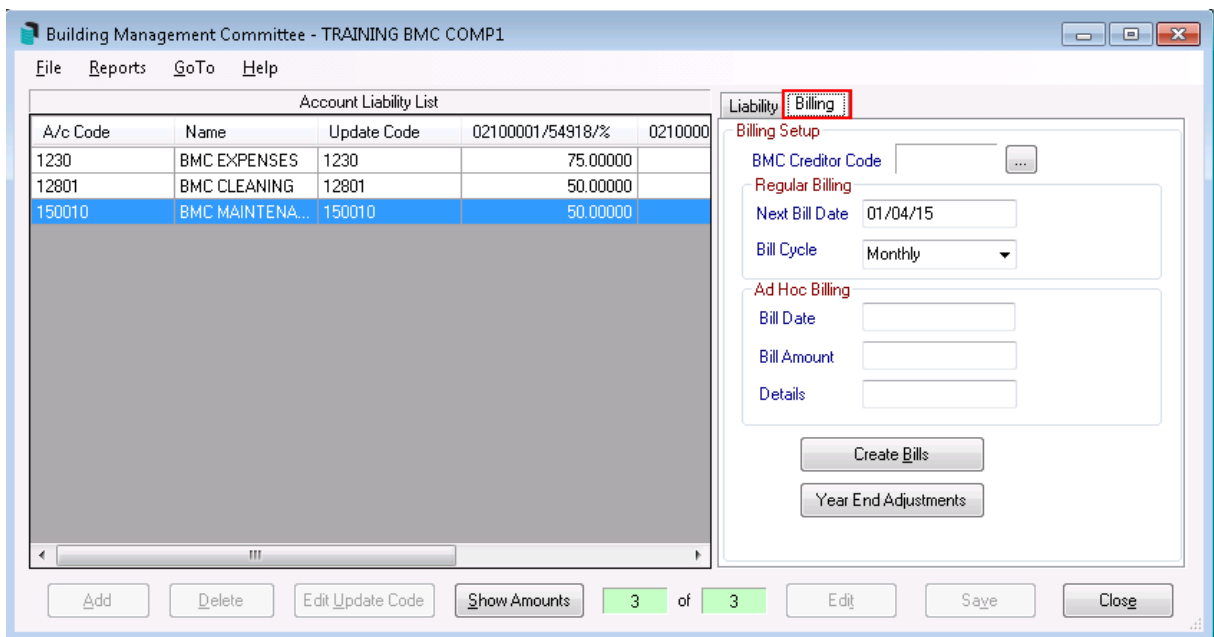 Building Management Committee - TRAINING BMC COMP1
File Reports GoTo Help
Account Liability List
A/c Code Name Update Code 02100001/54918/% 0210000
1230 BMC EXPENSES 1230 75.00000
12801 BMC CLEANING 12801 50.00000
150010 BMC MAINTENA... 150010 50.00000
Liability Billing
Billing Setup
BMC Creditor Code ...
Regular Billing
Next Bill Date 01/04/15
Bill Cycle Monthly
Ad Hoc Billing
Bill Date
Bill Amount
Details
Create Bills
Year End Adjustments
Add Delete Edit Update Code Show Amounts 3 of 3 Edit Save Close